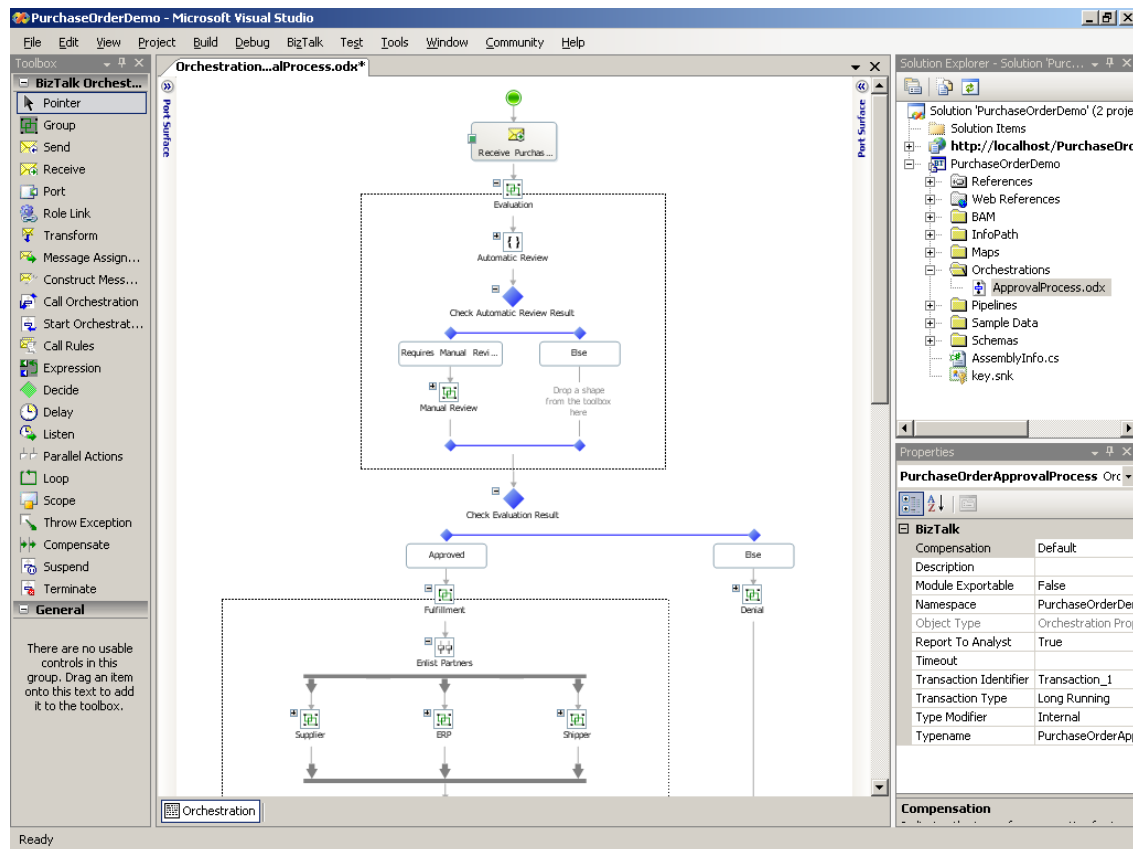 PurchaseOrderDemo - Microsoft Visual Studio
File Edit View Project Build Debug BizTalk Test Tools Window Community Help
Toolbox
BizTalk Orchest...
Pointer
Group
Send
Receive
Port
Role Link
Transform
Message Assign...
Construct Mess...
Call Orchestration
Start Orchestrat...
Call Rules
Expression
Decide
Delay
Listen
Parallel Actions
Loop
Scope
Throw Exception
Compensate
Suspend
Terminate
General
There are no usable
controls in this
group. Drag an item
onto this text to add
it to the toolbox.
Orchestration...alProcess.odx*
Port Surface
Port Surface
Receive Purchas ...
Evaluation
Automatic Review
Check Automatic Review Result
Requires Manual Revi ...
Else
Manual Review
Drop a shape
from the toolbox
here
Check Evaluation Result
Approved
Else
Fulfillment
Denial
Enlist Partners
Supplier
ERP
Shipper
Orchestration
Solution Explorer - Solution 'Purc...
Solution 'PurchaseOrderDemo' (2 proje
Solution Items
http://localhost/PurchaseOrd
PurchaseOrderDemo
References
Web References
BAM
InfoPath
Maps
Orchestrations
ApprovalProcess.odx
Pipelines
Sample Data
Schemas
AssemblyInfo.cs
key.snk
Properties
PurchaseOrderApprovalProcess Orc
BizTalk
Compensation Default
Description
Module Exportable False
Namespace PurchaseOrderDe
Object Type Orchestration Prop
Report To Analyst True
Timeout
Transaction Identifier Transaction_1
Transaction Type Long Running
Type Modifier Internal
Typename PurchaseOrderApp
Compensation
Ready